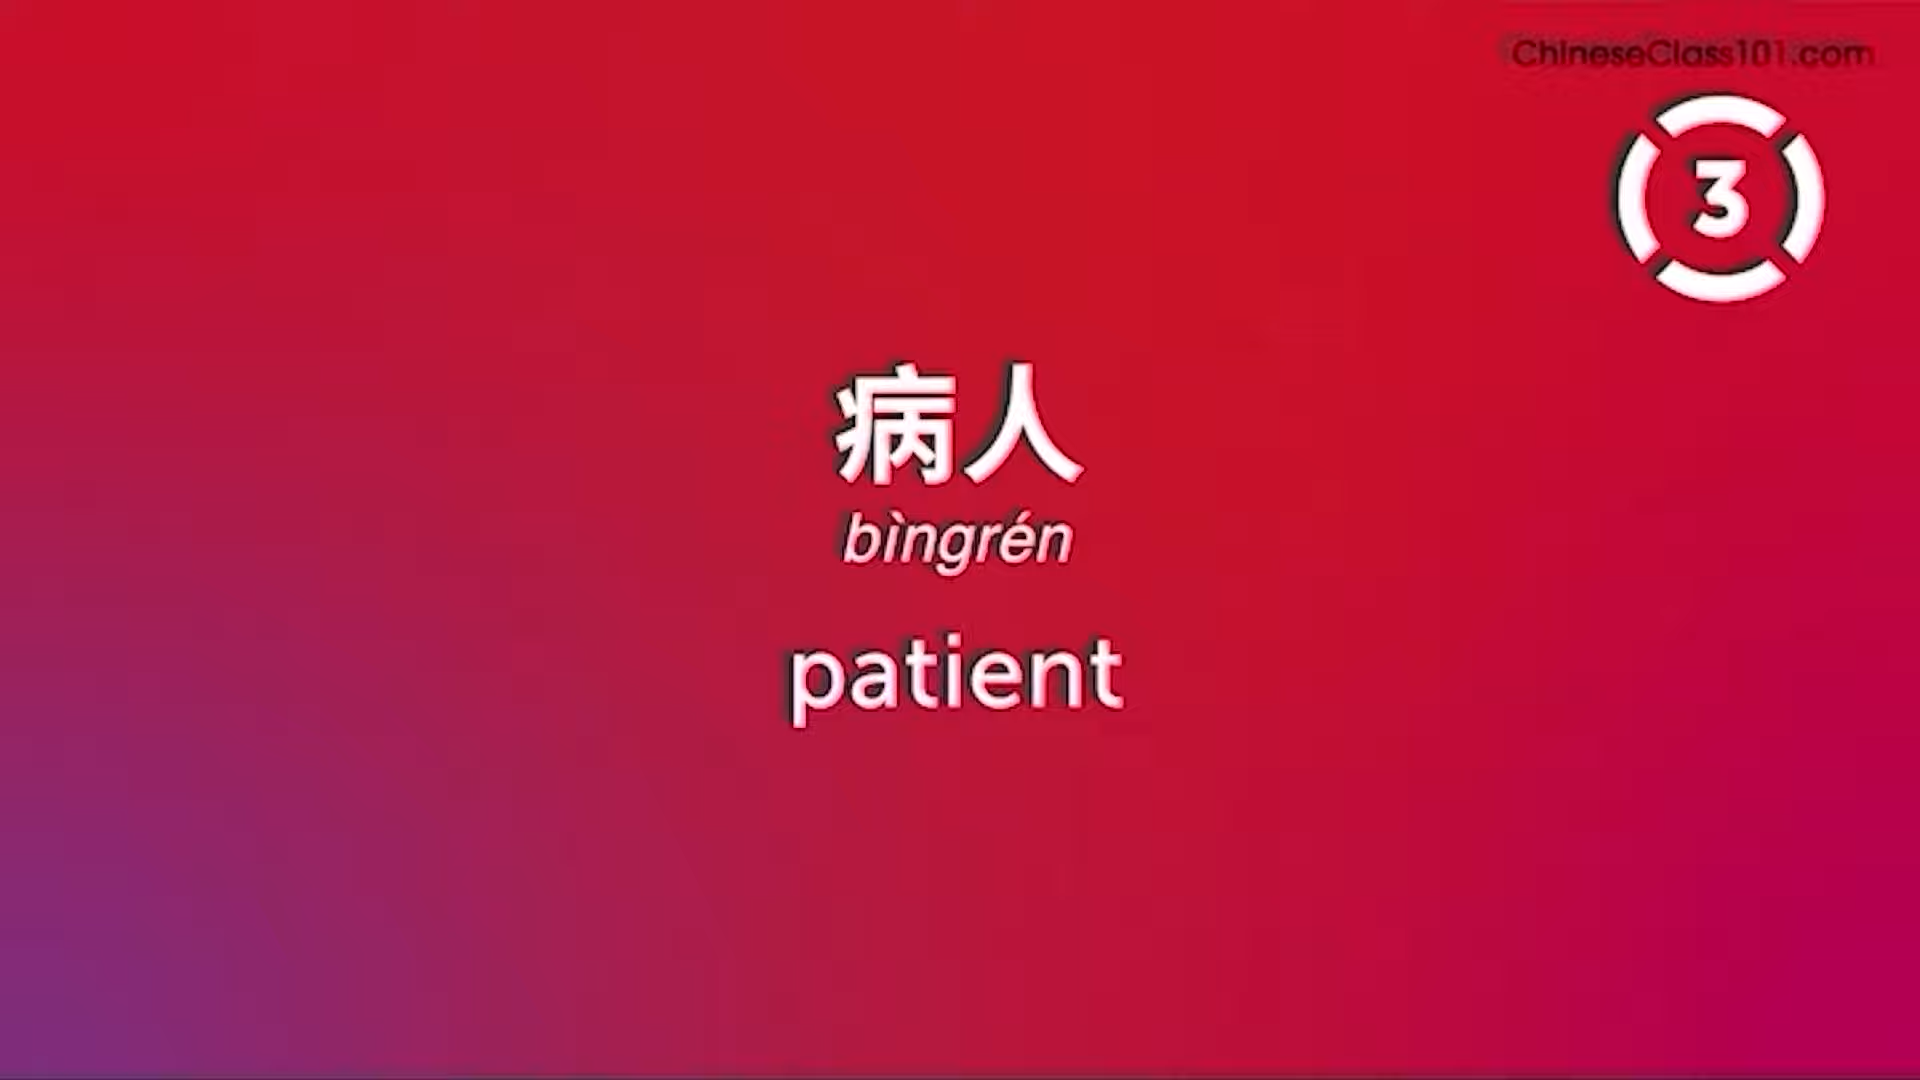 ChineseClass101.com
3
病人
bìngrén
patient